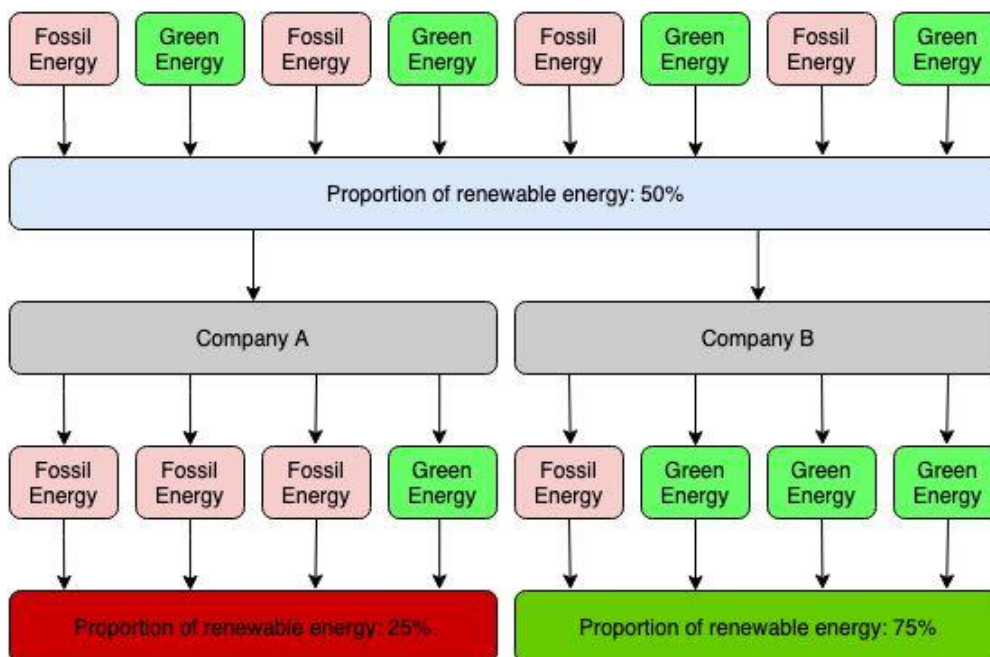 Fossil
Energy
Green
Energy
Fossil
Energy
Green
Energy
Fossil
Energy
Green
Energy
Fossil
Energy
Green
Energy
Proportion of renewable energy: 50%
Company A
Company B
Fossil
Energy
Fossil
Energy
Fossil
Energy
Green
Energy
Fossil
Energy
Green
Energy
Green
Energy
Green
Energy
Proportion of renewable energy: 25%
Proportion of renewable energy: 75%